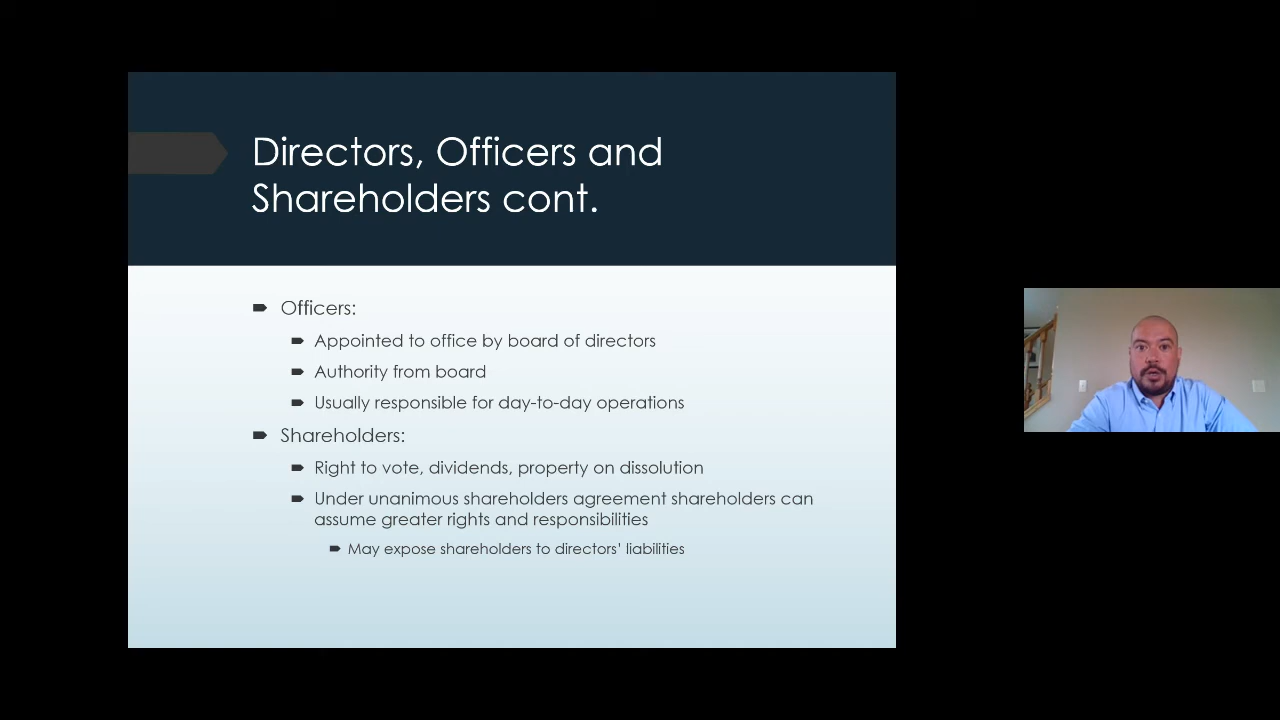 Directors, Officers and
Shareholders cont.
Officers:
Appointed to office by board of directors
Authority from board
Usually responsible for day-to-day operations
Shareholders:
Right to vote, dividends, property on dissolution
Under unanimous shareholders agreement shareholders can
assume greater rights and responsibilities
May expose shareholders to directors' liabilities